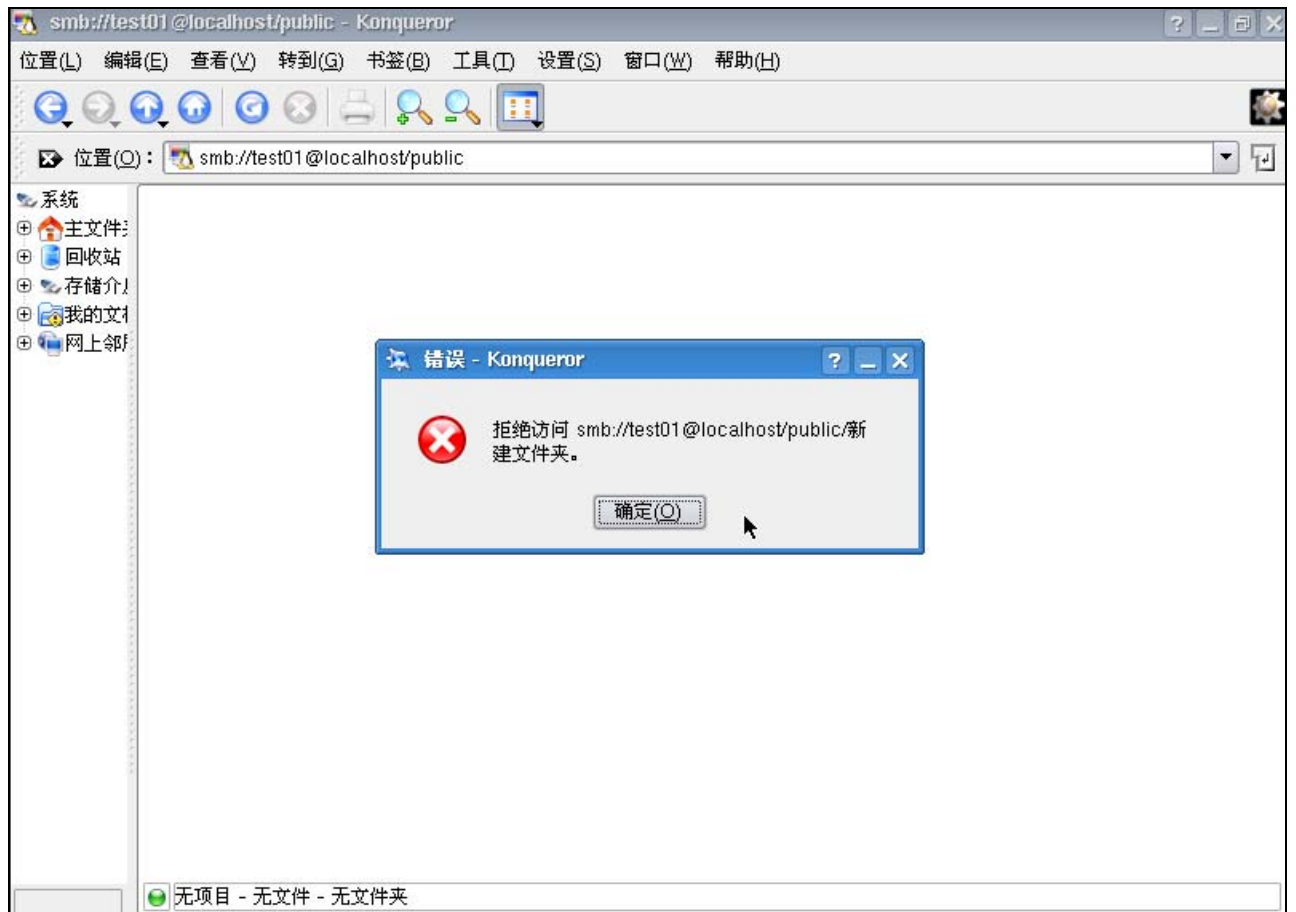 smb://test01@localhost/public - Konqueror
位置(L) 编辑(E) 查看(V) 转到(G) 书签(B) 工具(T) 设置(S) 窗口(W) 帮助(H)
位置(O): smb://test01@localhost/public
系统
主文件
回收站
存储介
我的文
网上邻
错误 - Konqueror
拒绝访问 smb://test01@localhost/public/新
建文件夹。
确定(O)
无项目 - 无文件 - 无文件夹